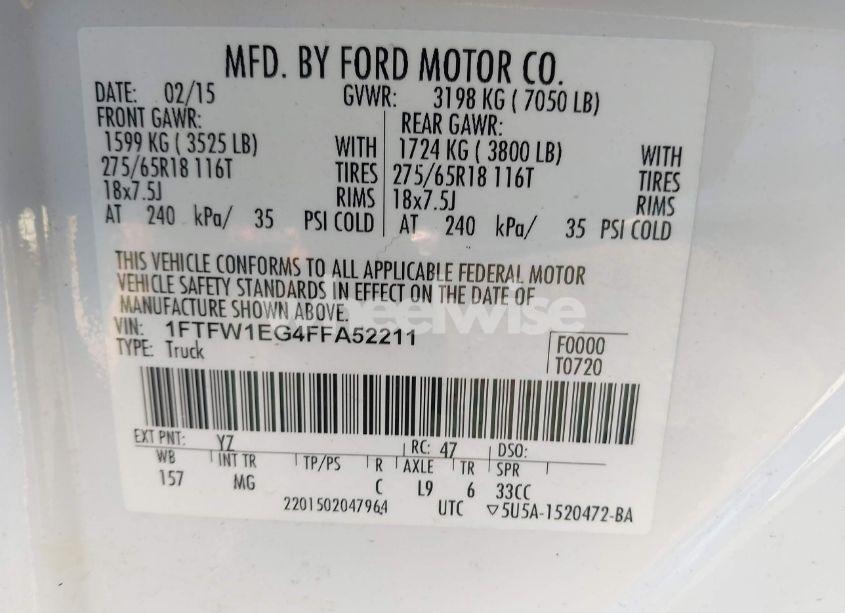 MFD. BY FORD MOTOR CO.
DATE: 02/15 GVWR: 3198 KG ( 7050 LB)
FRONT GAWR: REAR GAWR:
1599 KG ( 3525 LB) WITH 1724 KG ( 3800 LB) WITH
275/65R18 116T TIRES 275/65R18 116T TIRES
18x7.5J RIMS 18x7.5J RIMS
AT 240 kPa/ 35 PSI COLD AT 240 kPa/ 35 PSI COLD
THIS VEHICLE CONFORMS TO ALL APPLICABLE FEDERAL MOTOR
VEHICLE SAFETY STANDARDS IN EFFECT ON THE DATE OF
MANUFACTURE SHOWN ABOVE.
VIN: 1FTFW1EG4FFA52211
TYPE: Truck
F0000
T0720
EXT PNT: YZ RC: 47 DSO:
WB INT TR TP/PS R AXLE TR SPR
157 MG C L9 6 33CC
2201502047964 UTC ▽5U5A-1520472-BA